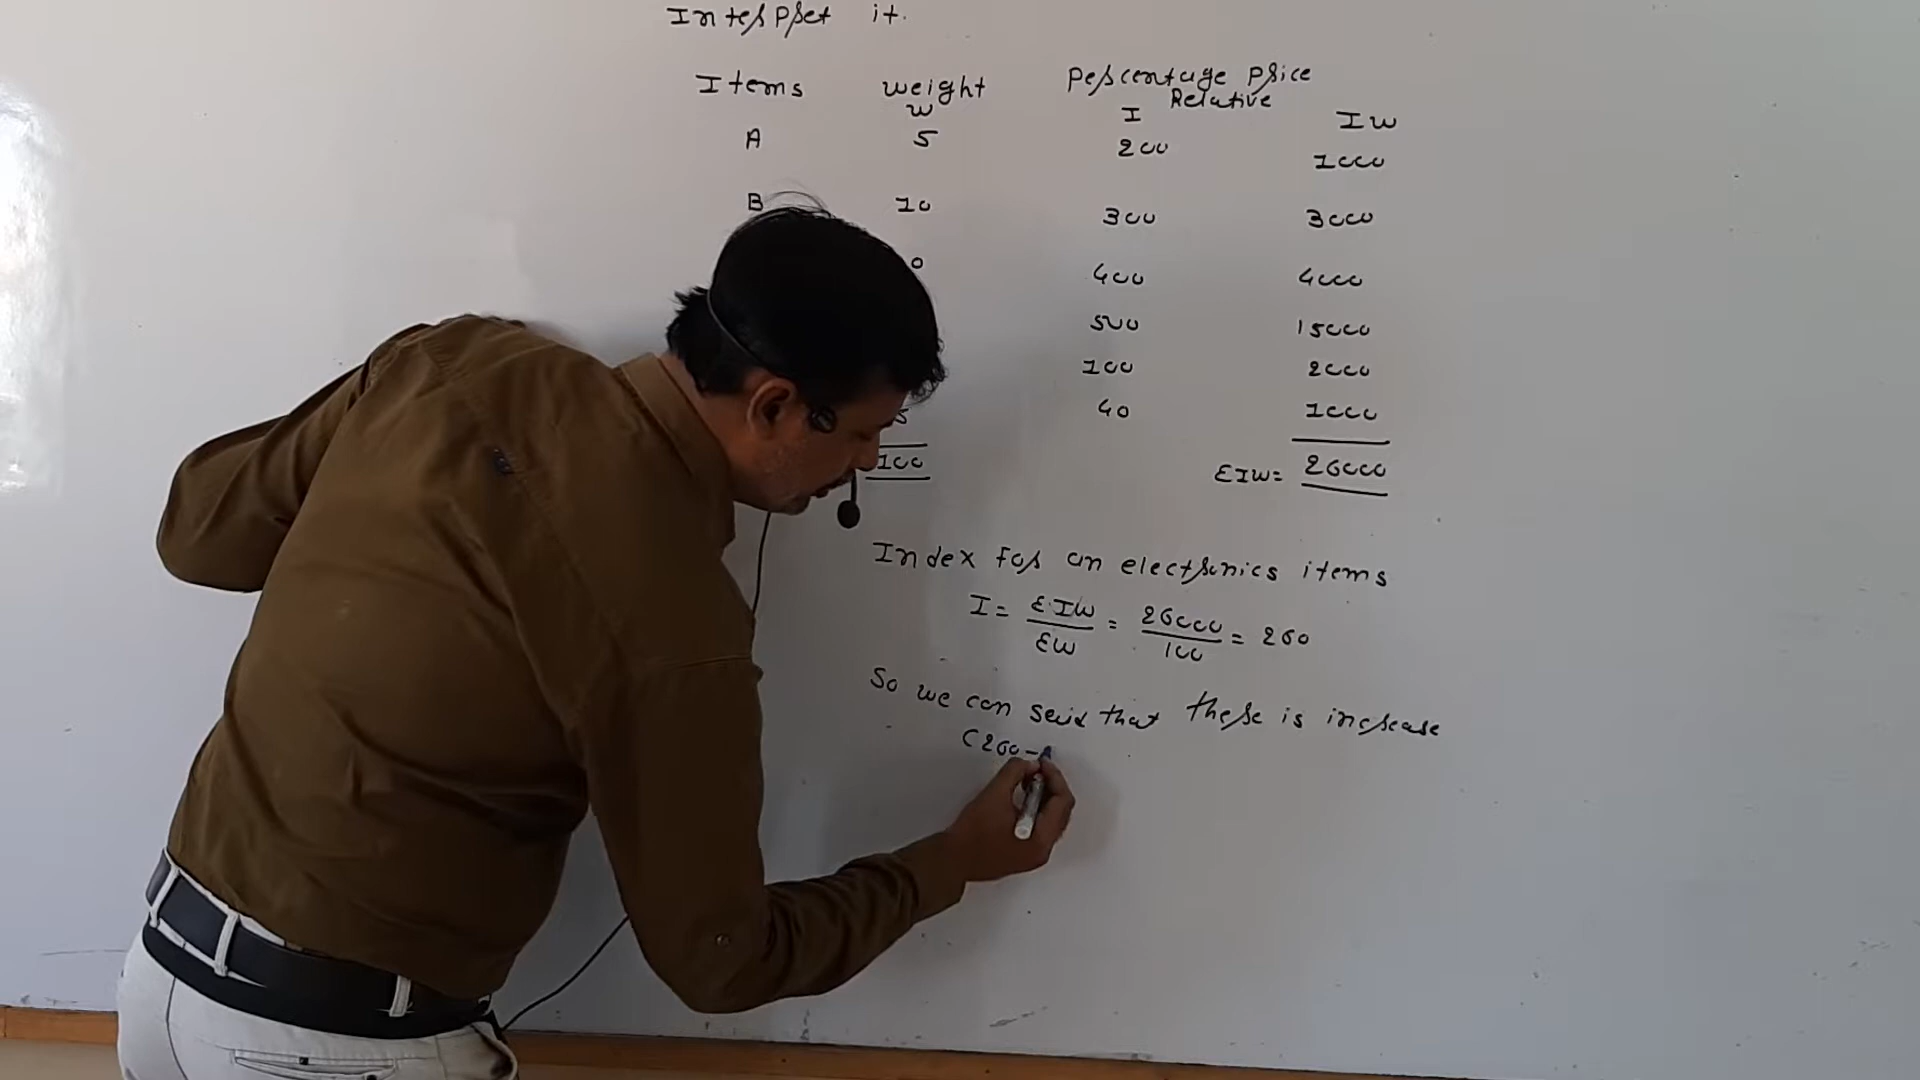 Interpret it.
Items weight Percentage Price
Relative
w I IW
A 5 200 1000
B 10 300 3000
0 400 4000
500 15000
100 2000
5 40 1000
100 ΣIW= 26000
Index For an electronics items
I = ΣIW/ΣW = 26000/100 = 260
So we can said that there is increase
(260-